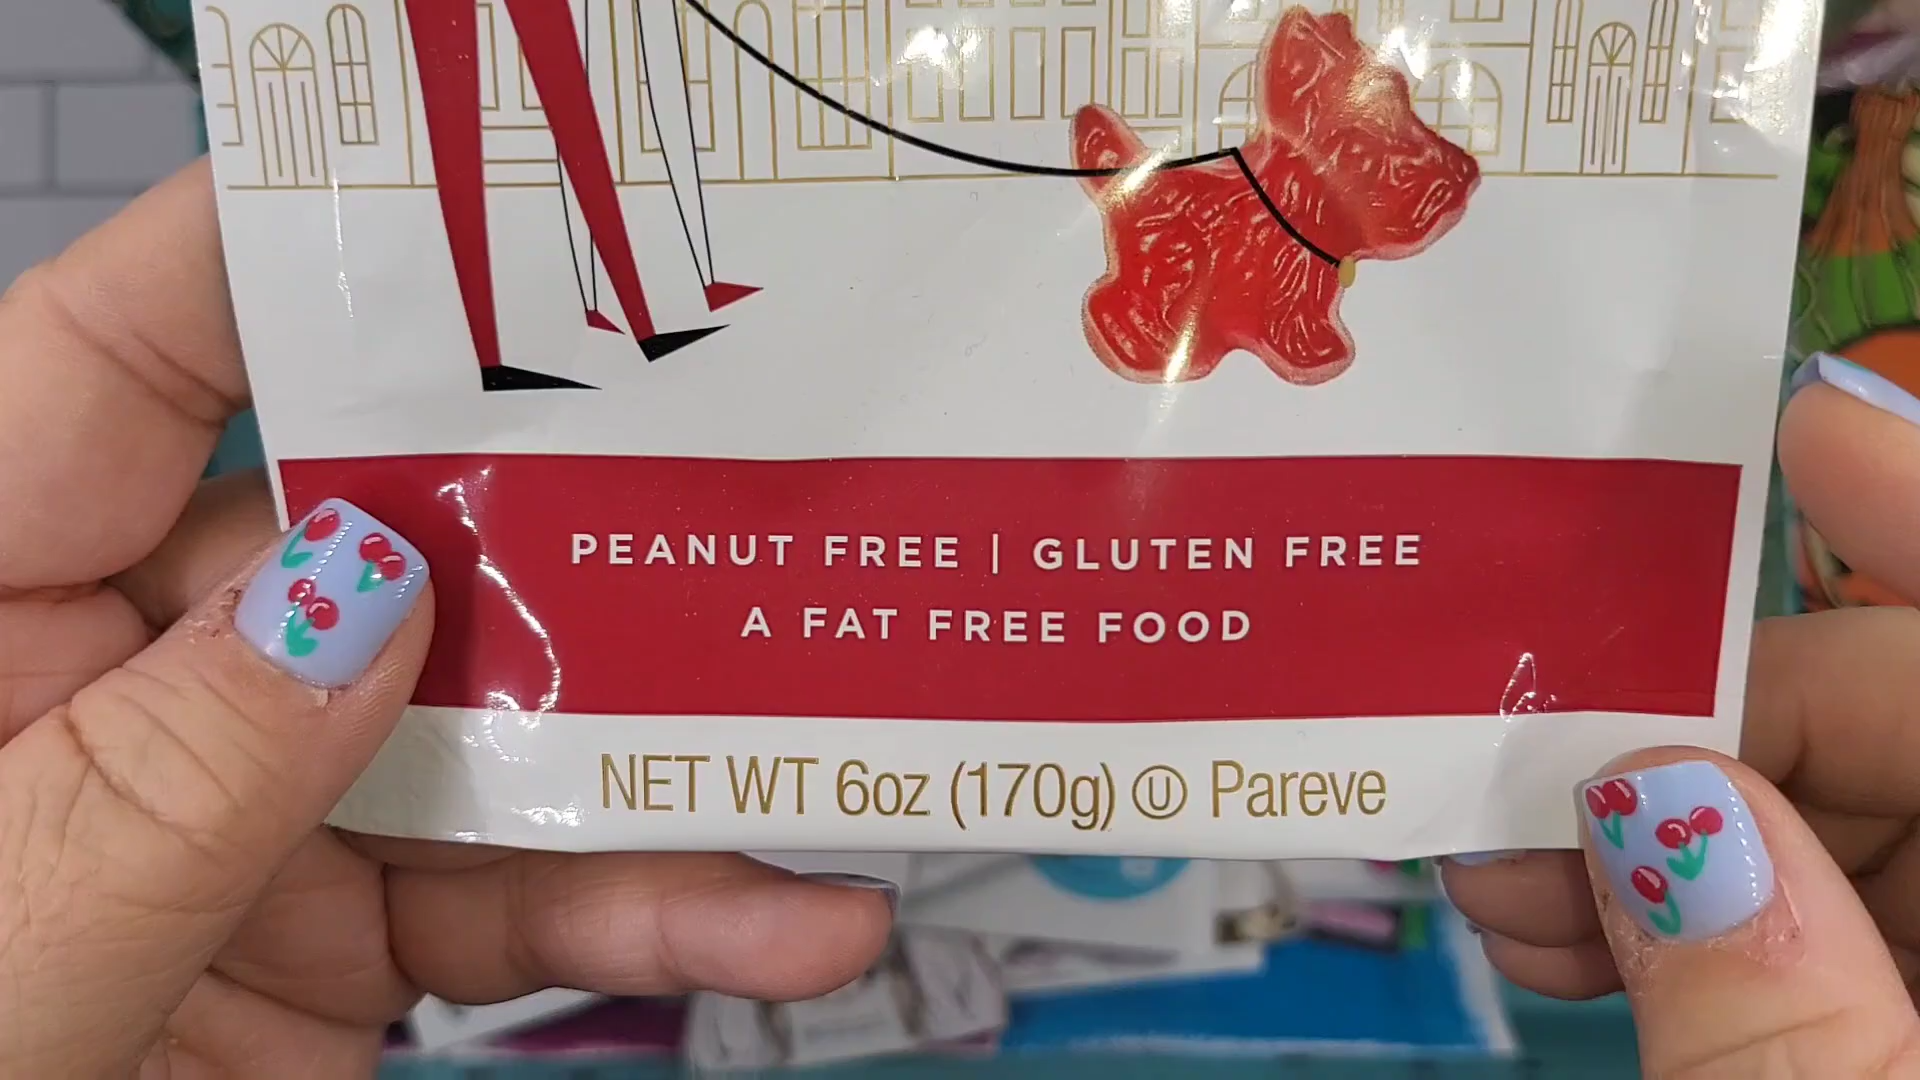 PEANUT FREE | GLUTEN FREE
A FAT FREE FOOD
NET WT 6oz (170g) Ⓤ Pareve